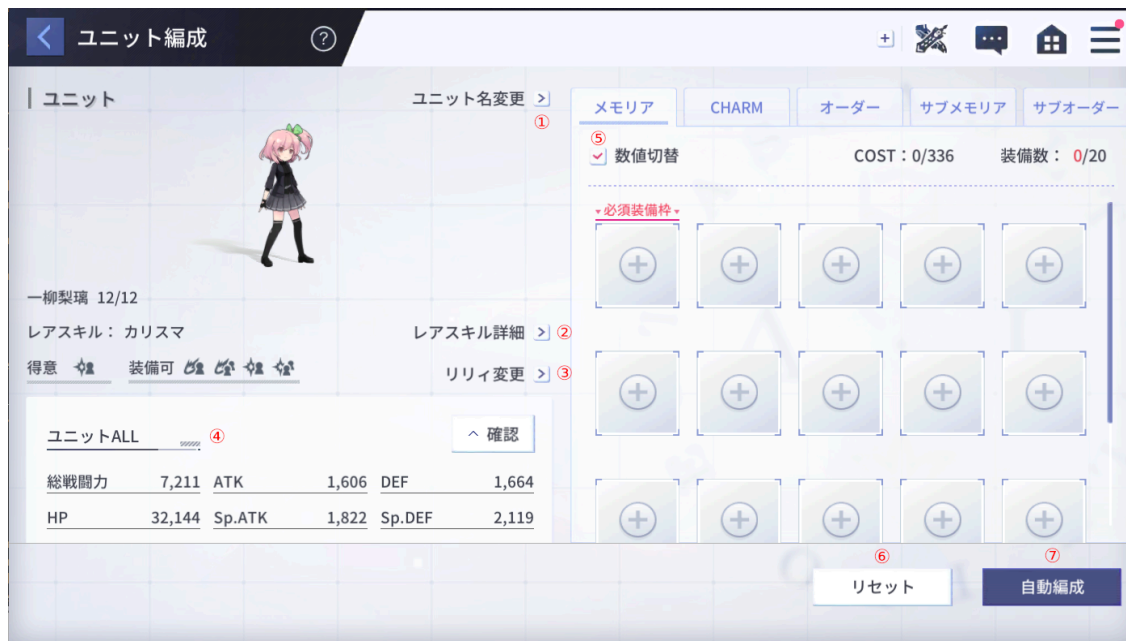 ユニット編成 ?
ユニット
ユニット名変更
①
一柳梨璃 12/12
レアスキル： カリスマ
レアスキル詳細 ②
得意 装備可
リリィ変更 ③
ユニットALL ④
確認
総戦闘力 7,211 ATK 1,606 DEF 1,664
HP 32,144 Sp.ATK 1,822 Sp.DEF 2,119
メモリア CHARM オーダー サブメモリア サブオーダー
⑤
数値切替 COST：0/336 装備数： 0/20
必須装備枠
⑥ ⑦
リセット 自動編成